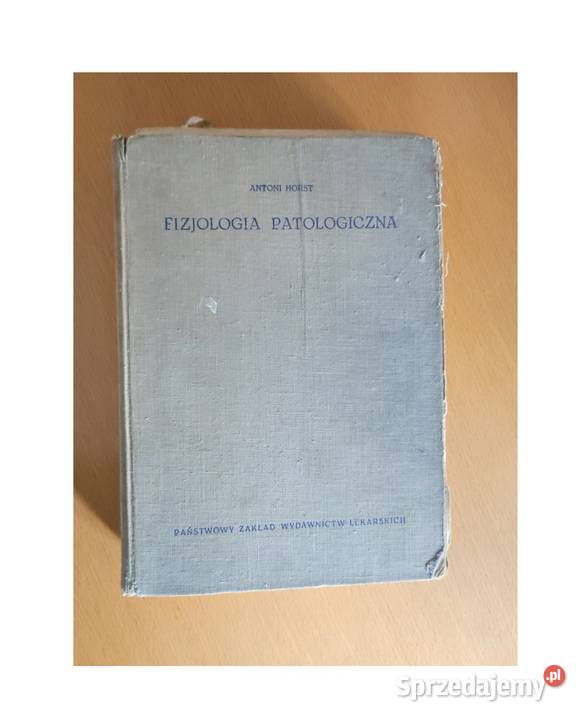 ANTONI HORST
FIZJOLOGIA PATOLOGICZNA
PAŃSTWOWY ZAKŁAD WYDAWNICTW LEKARSKICH
Sprzedajemy.pl